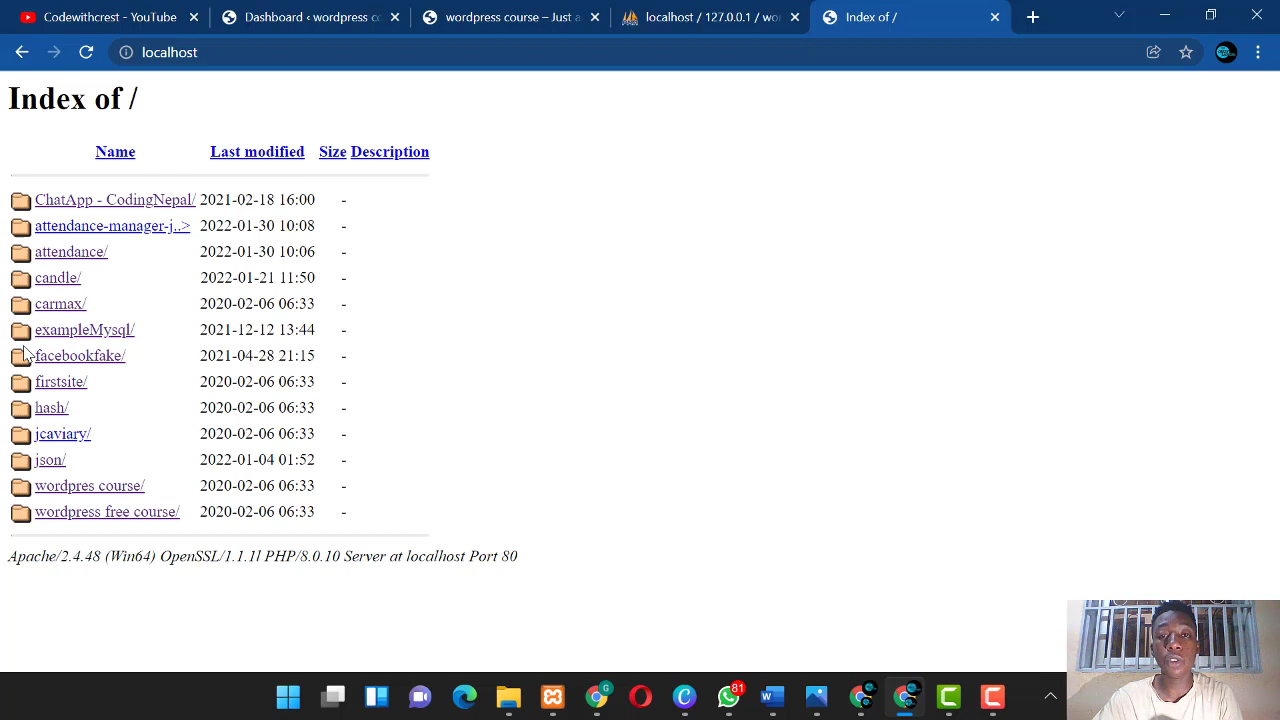 Codewithcrest - YouTube
Dashboard ‹ wordpress co
wordpress course – Just a
localhost / 127.0.0.1 / wor
Index of /
localhost
Index of /
Name Last modified Size Description
ChatApp - CodingNepal/ 2021-02-18 16:00 -
attendance-manager-j..> 2022-01-30 10:08 -
attendance/ 2022-01-30 10:06 -
candle/ 2022-01-21 11:50 -
carmax/ 2020-02-06 06:33 -
exampleMysql/ 2021-12-12 13:44 -
facebookfake/ 2021-04-28 21:15 -
firstsite/ 2020-02-06 06:33 -
hash/ 2020-02-06 06:33 -
jcaviary/ 2020-02-06 06:33 -
json/ 2022-01-04 01:52 -
wordpres course/ 2020-02-06 06:33 -
wordpress free course/ 2020-02-06 06:33 -
Apache/2.4.48 (Win64) OpenSSL/1.1.1l PHP/8.0.10 Server at localhost Port 80
81